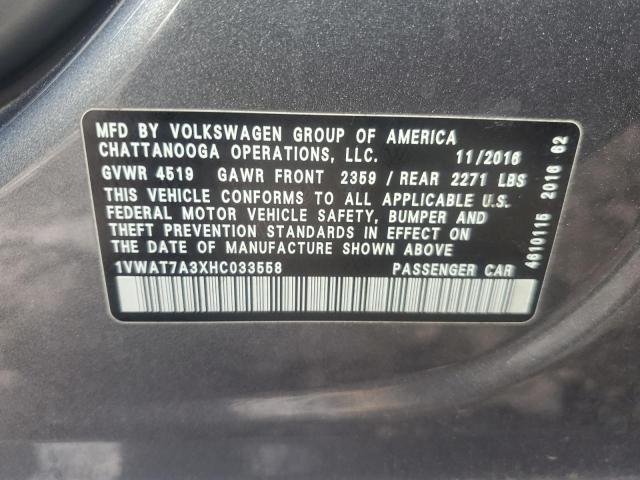 MFD BY VOLKSWAGEN GROUP OF AMERICA
CHATTANOOGA OPERATIONS, LLC. 11/2016
GVWR 4519 GAWR FRONT 2359 / REAR 2271 LBS
THIS VEHICLE CONFORMS TO ALL APPLICABLE U.S.
FEDERAL MOTOR VEHICLE SAFETY, BUMPER AND
THEFT PREVENTION STANDARDS IN EFFECT ON
THE DATE OF MANUFACTURE SHOWN ABOVE
1VWAT7A3XHC033558 PASSENGER CAR
4610115 2016 62